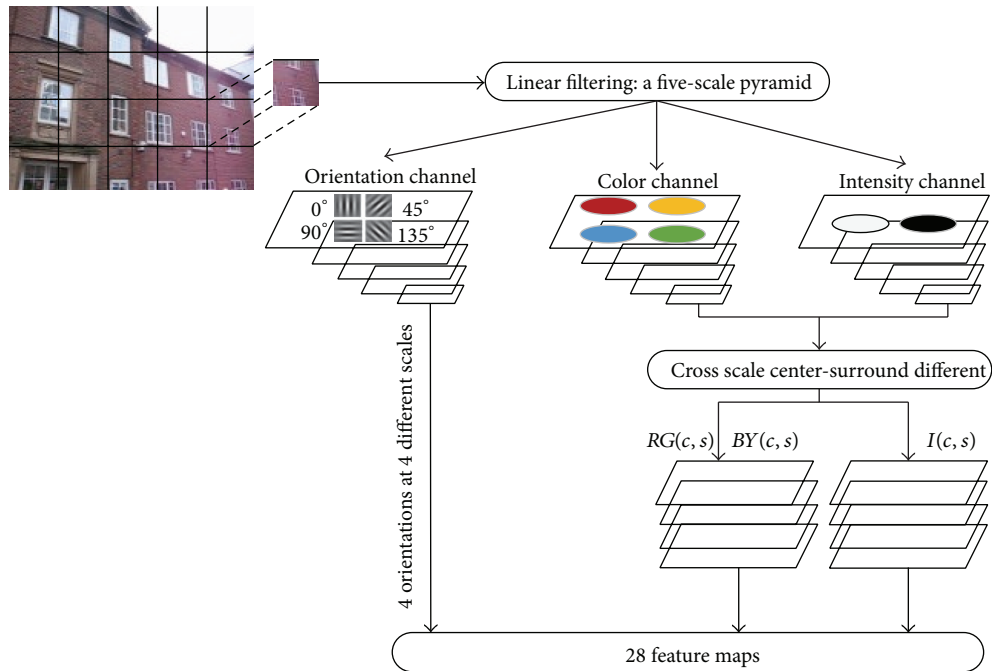 Linear filtering: a five-scale pyramid
Orientation channel
Color channel
Intensity channel
0° 45°
90° 135°
4 orientations at 4 different scales
Cross scale center-surround different
RG(c, s) BY(c, s)
I(c, s)
28 feature maps